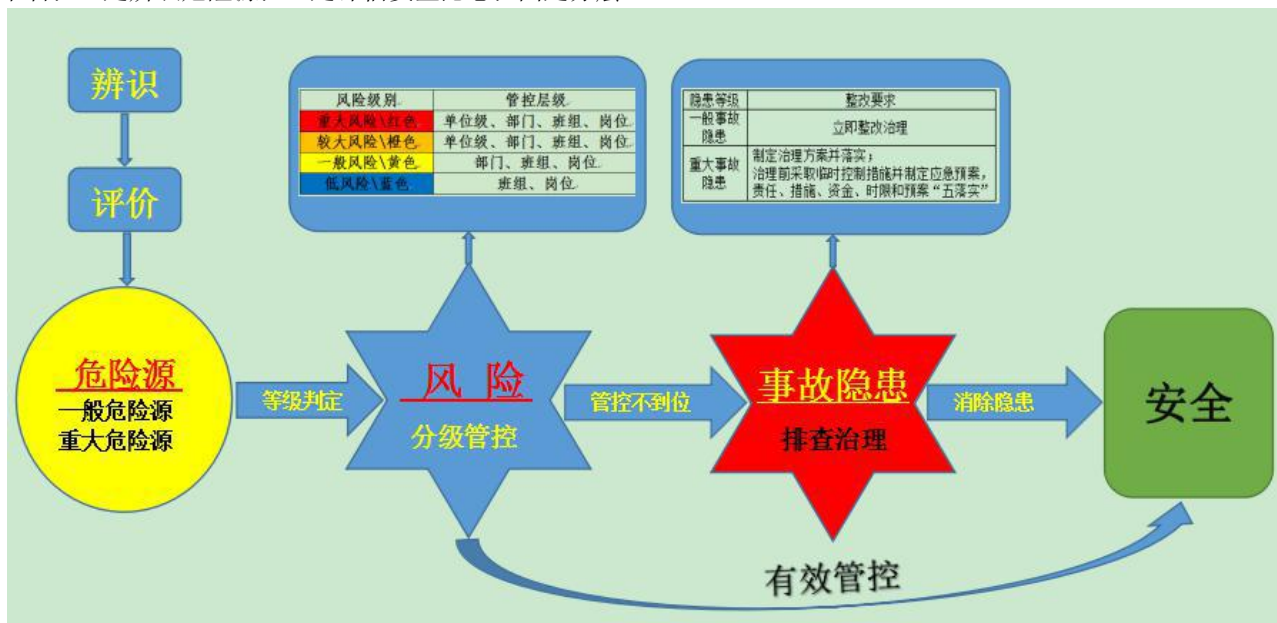 辨识
评价
危险源
一般危险源
重大危险源
等级判定
风险级别 管控层级
重大风险\红色 单位级、部门、班组、岗位
较大风险\橙色 单位级、部门、班组、岗位
一般风险\黄色 部门、班组、岗位
低风险\蓝色 班组、岗位
风 险
分级管控
管控不到位
隐患等级 整改要求
一般事故
隐患
立即整改治理
重大事故
隐患
制定治理方案并落实；
治理前采取临时控制措施并制定应急预案，
责任、措施、资金、时限和预案“五落实”
事故隐患
排查治理
消除隐患
安全
有效管控